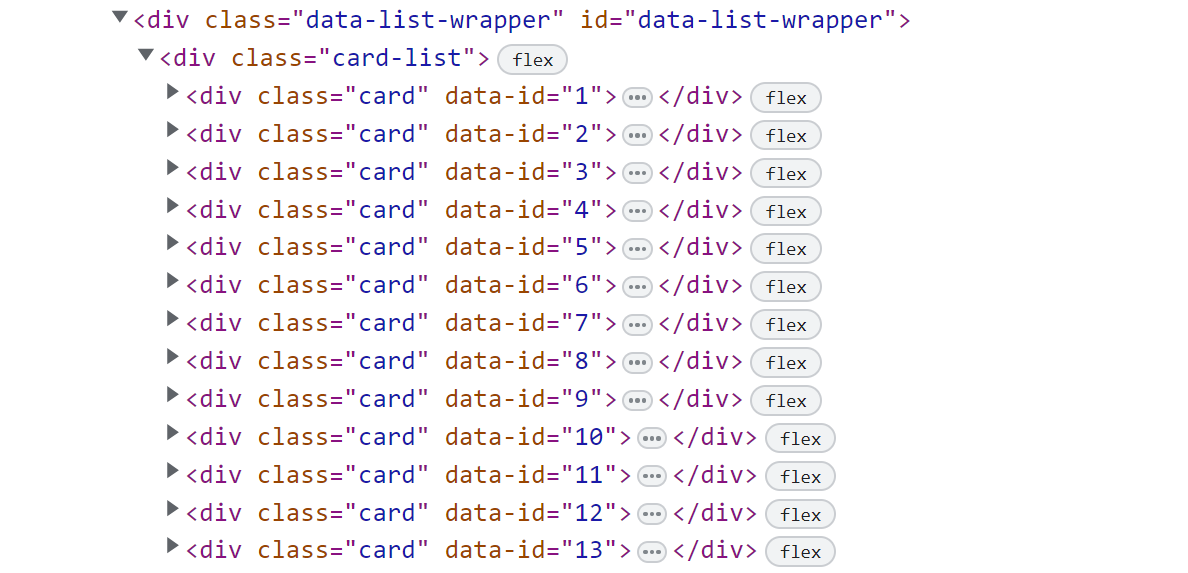 <div class="data-list-wrapper" id="data-list-wrapper">
<div class="card-list"> flex
<div class="card" data-id="1">…</div> flex
<div class="card" data-id="2">…</div> flex
<div class="card" data-id="3">…</div> flex
<div class="card" data-id="4">…</div> flex
<div class="card" data-id="5">…</div> flex
<div class="card" data-id="6">…</div> flex
<div class="card" data-id="7">…</div> flex
<div class="card" data-id="8">…</div> flex
<div class="card" data-id="9">…</div> flex
<div class="card" data-id="10">…</div> flex
<div class="card" data-id="11">…</div> flex
<div class="card" data-id="12">…</div> flex
<div class="card" data-id="13">…</div> flex